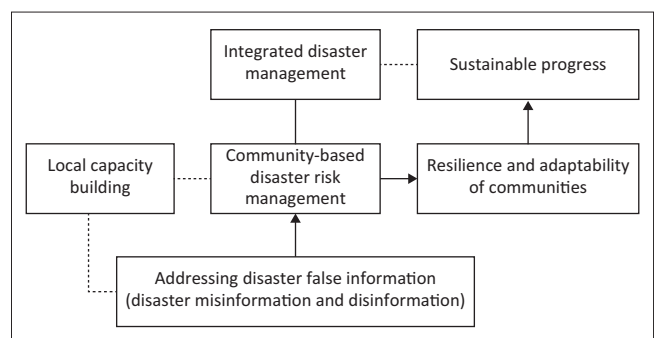 Integrated disaster
management
Sustainable progress
Local capacity
building
Community-based
disaster risk
management
Resilience and adaptability
of communities
Addressing disaster false information
(disaster misinformation and disinformation)